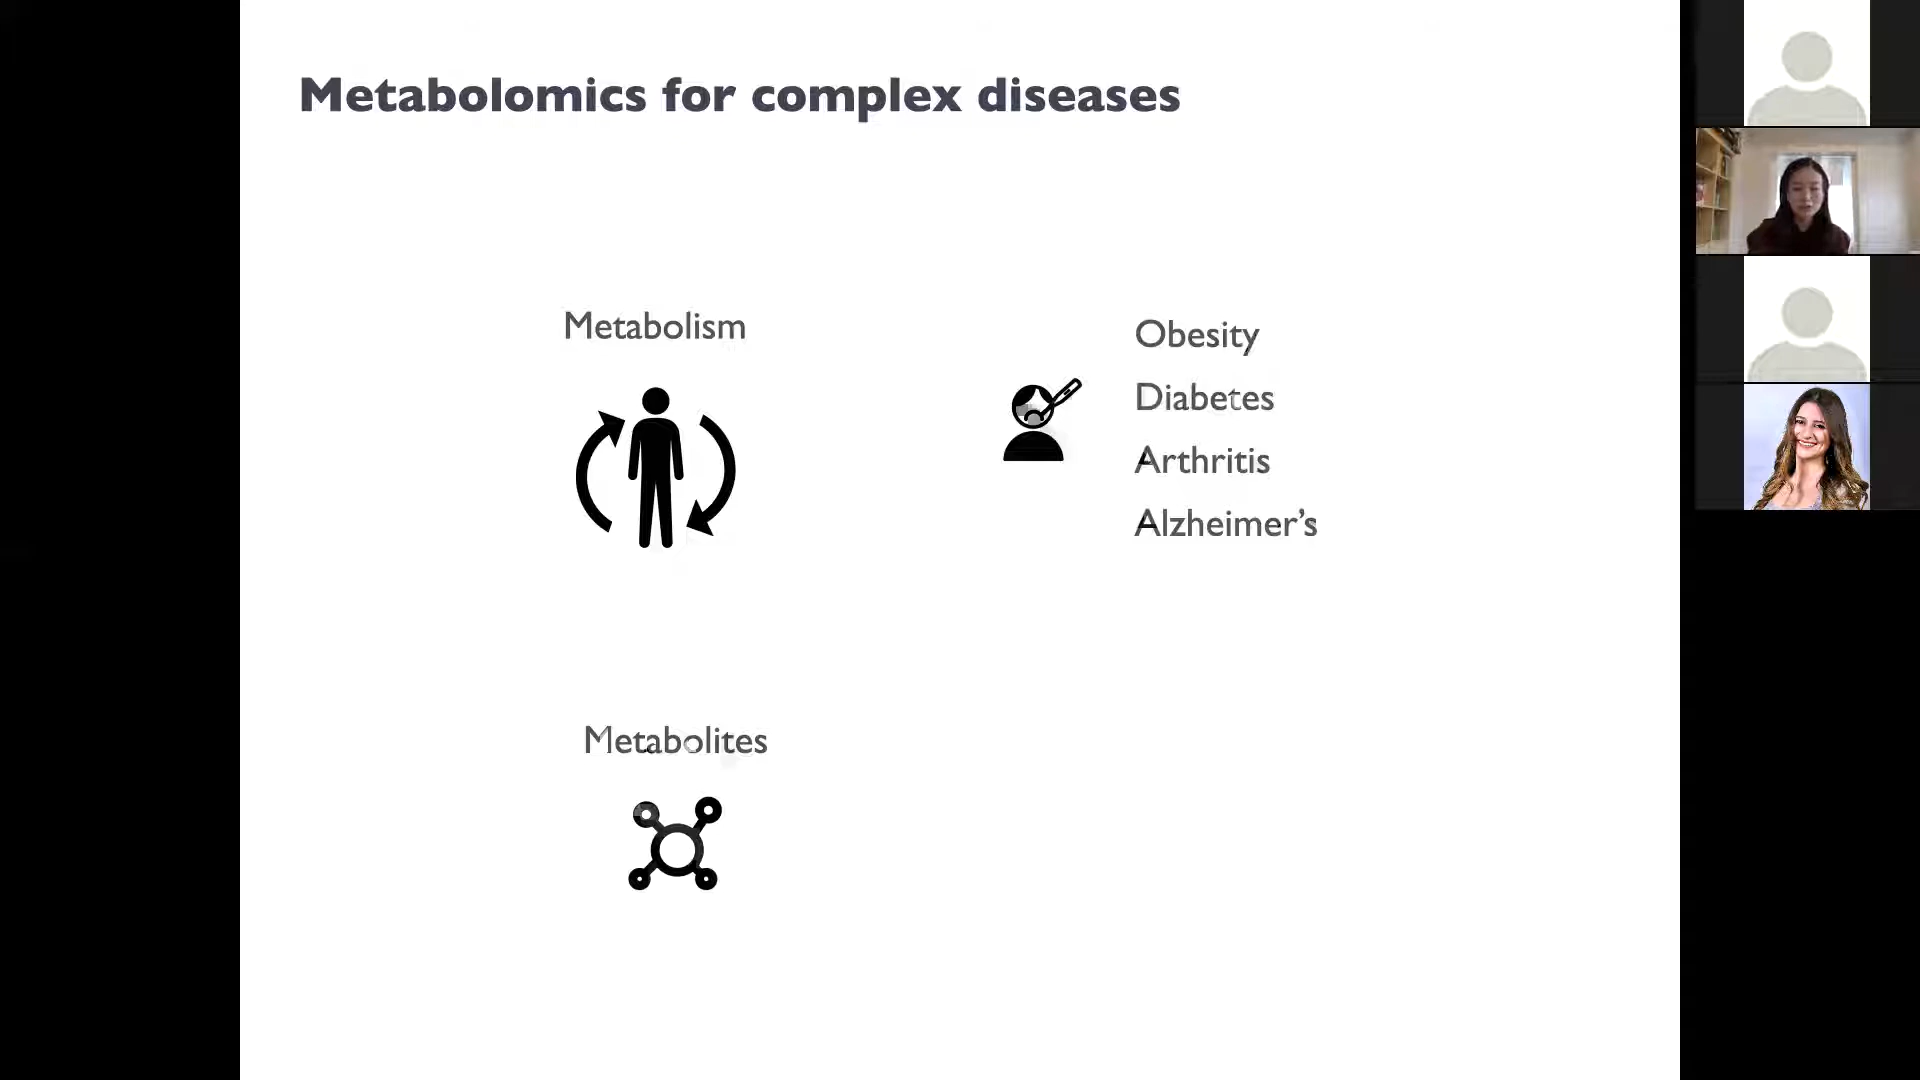 Metabolomics for complex diseases
Metabolism
Obesity
Diabetes
Arthritis
Alzheimer’s
Metabolites